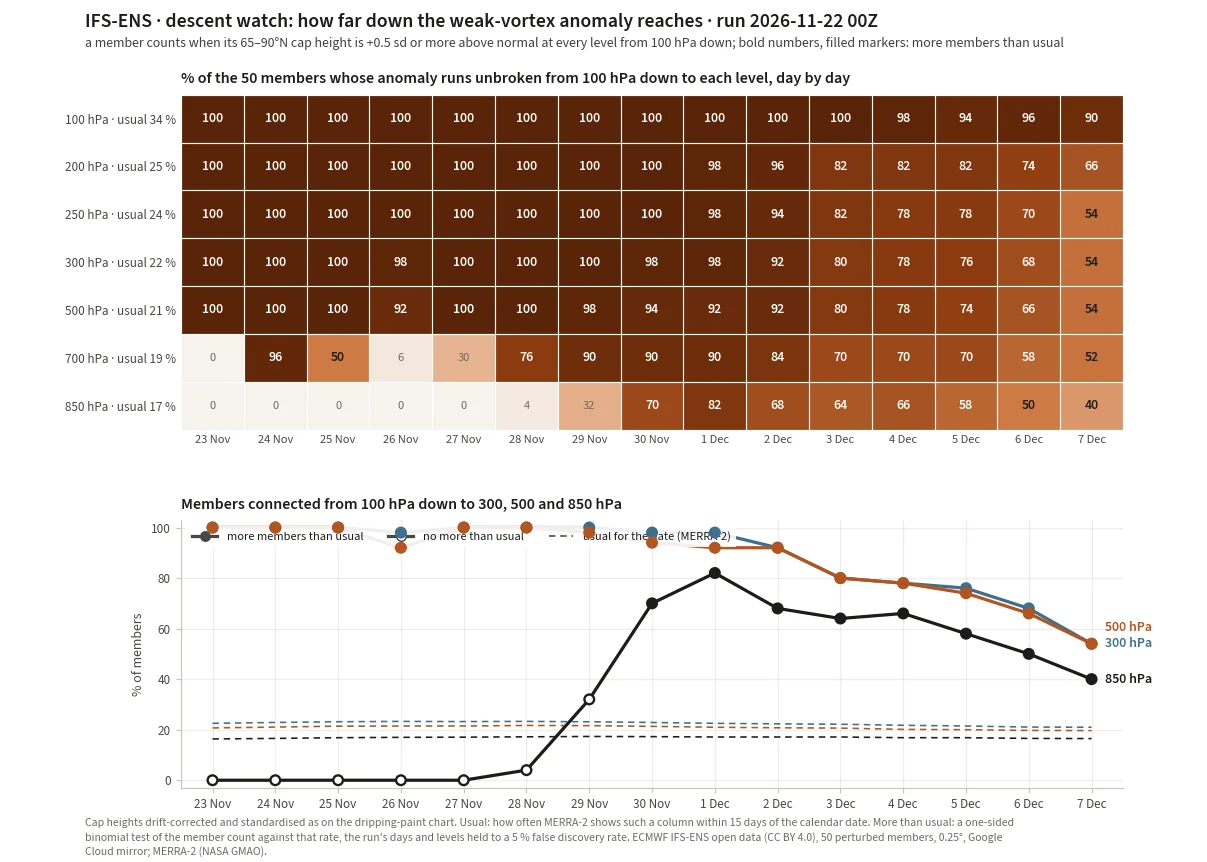 IFS-ENS · descent watch: how far down the weak-vortex anomaly reaches · run 2026-11-22 00Z
a member counts when its 65–90°N cap height is +0.5 sd or more above normal at every level from 100 hPa down; bold numbers, filled markers: more members than usual
% of the 50 members whose anomaly runs unbroken from 100 hPa down to each level, day by day
100 hPa · usual 34 % 100 100 100 100 100 100 100 100 100 100 100 98 94 96 90
200 hPa · usual 25 % 100 100 100 100 100 100 100 100 98 96 82 82 82 74 66
250 hPa · usual 24 % 100 100 100 100 100 100 100 100 98 94 82 78 78 70 54
300 hPa · usual 22 % 100 100 100 98 100 100 100 98 98 92 80 78 76 68 54
500 hPa · usual 21 % 100 100 100 92 100 100 98 94 92 92 80 78 74 66 54
700 hPa · usual 19 % 0 96 50 6 30 76 90 90 90 84 70 70 70 58 52
850 hPa · usual 17 % 0 0 0 0 0 4 32 70 82 68 64 66 58 50 40
23 Nov 24 Nov 25 Nov 26 Nov 27 Nov 28 Nov 29 Nov 30 Nov 1 Dec 2 Dec 3 Dec 4 Dec 5 Dec 6 Dec 7 Dec
Members connected from 100 hPa down to 300, 500 and 850 hPa
more members than usual no more than usual usual for the date (MERRA-2)
% of members
100
80
60
40
20
0
500 hPa
300 hPa
850 hPa
23 Nov 24 Nov 25 Nov 26 Nov 27 Nov 28 Nov 29 Nov 30 Nov 1 Dec 2 Dec 3 Dec 4 Dec 5 Dec 6 Dec 7 Dec
Cap heights drift-corrected and standardised as on the dripping-paint chart. Usual: how often MERRA-2 shows such a column within 15 days of the calendar date. More than usual: a one-sided
binomial test of the member count against that rate, the run's days and levels held to a 5 % false discovery rate. ECMWF IFS-ENS open data (CC BY 4.0), 50 perturbed members, 0.25°, Google
Cloud mirror; MERRA-2 (NASA GMAO).